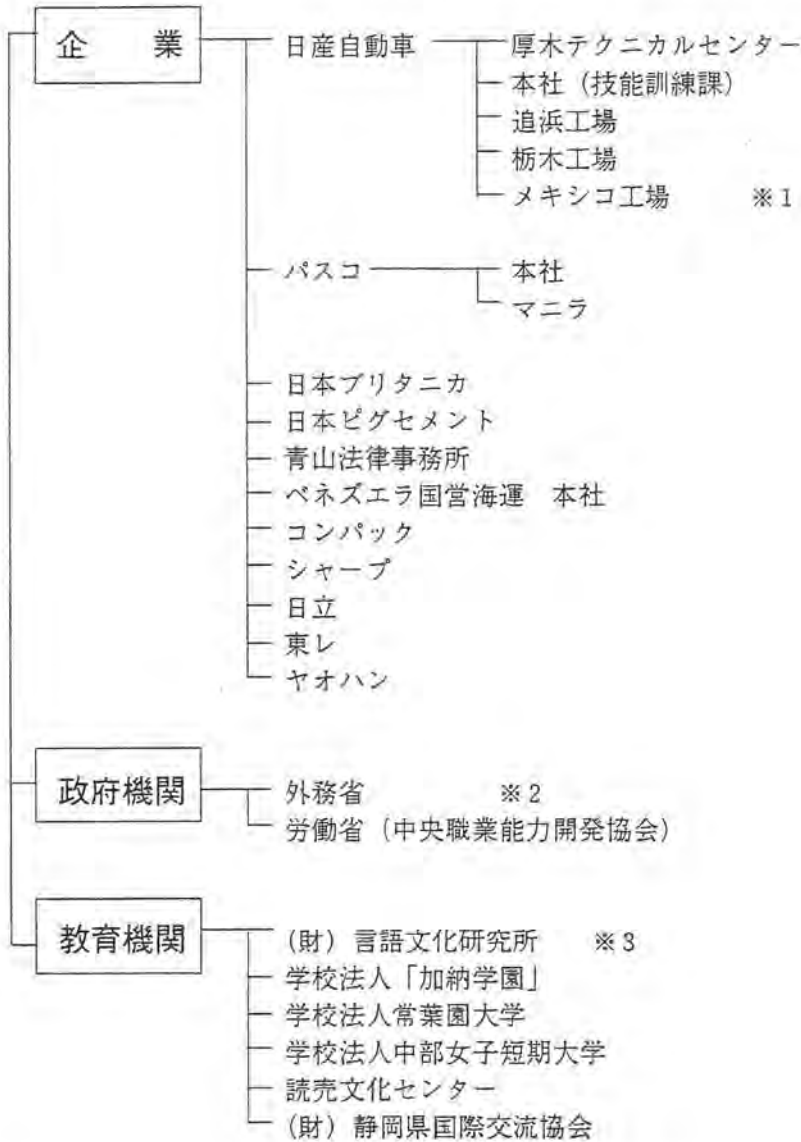 企　業
日産自動車
厚木テクニカルセンター
本社（技能訓練課）
追浜工場
栃木工場
メキシコ工場　※1
パスコ
本社
マニラ
日本ブリタニカ
日本ピグセメント
青山法律事務所
ベネズエラ国営海運　本社
コンパック
シャープ
日立
東レ
ヤオハン
政府機関
外務省　※2
労働省（中央職業能力開発協会）
教育機関
（財）言語文化研究所　※3
学校法人「加納学園」
学校法人常葉園大学
学校法人中部女子短期大学
読売文化センター
（財）静岡県国際交流協会